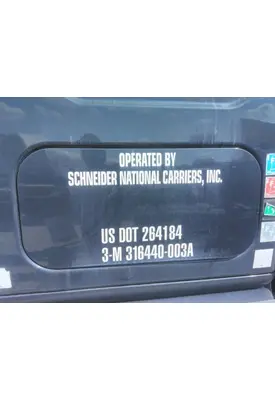 OPERATED BY
SCHNEIDER NATIONAL CARRIERS, INC.
US DOT 264184
3-M 316440-003A